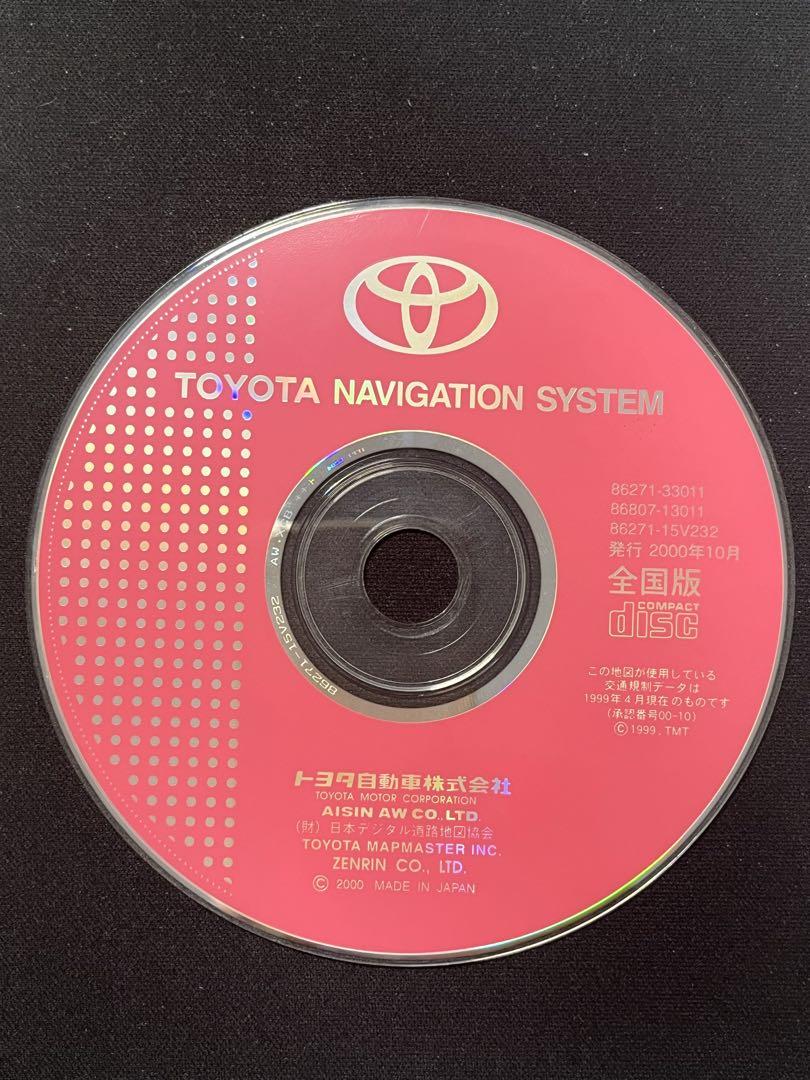 TOYOTA NAVIGATION SYSTEM
86271-33011
86807-13011
86271-15V232
発行 2000年10月
全国版
COMPACT
disc
この地図が使用している
交通規制データは
1999年4月現在のものです
(承認番号00-10)
©1999. TMT
86271-15V232
トヨタ自動車株式会社
TOYOTA MOTOR CORPORATION
AISIN AW CO., LTD.
(財)日本デジタル道路地図協会
TOYOTA MAPMASTER INC.
ZENRIN CO., LTD.
© 2000 MADE IN JAPAN